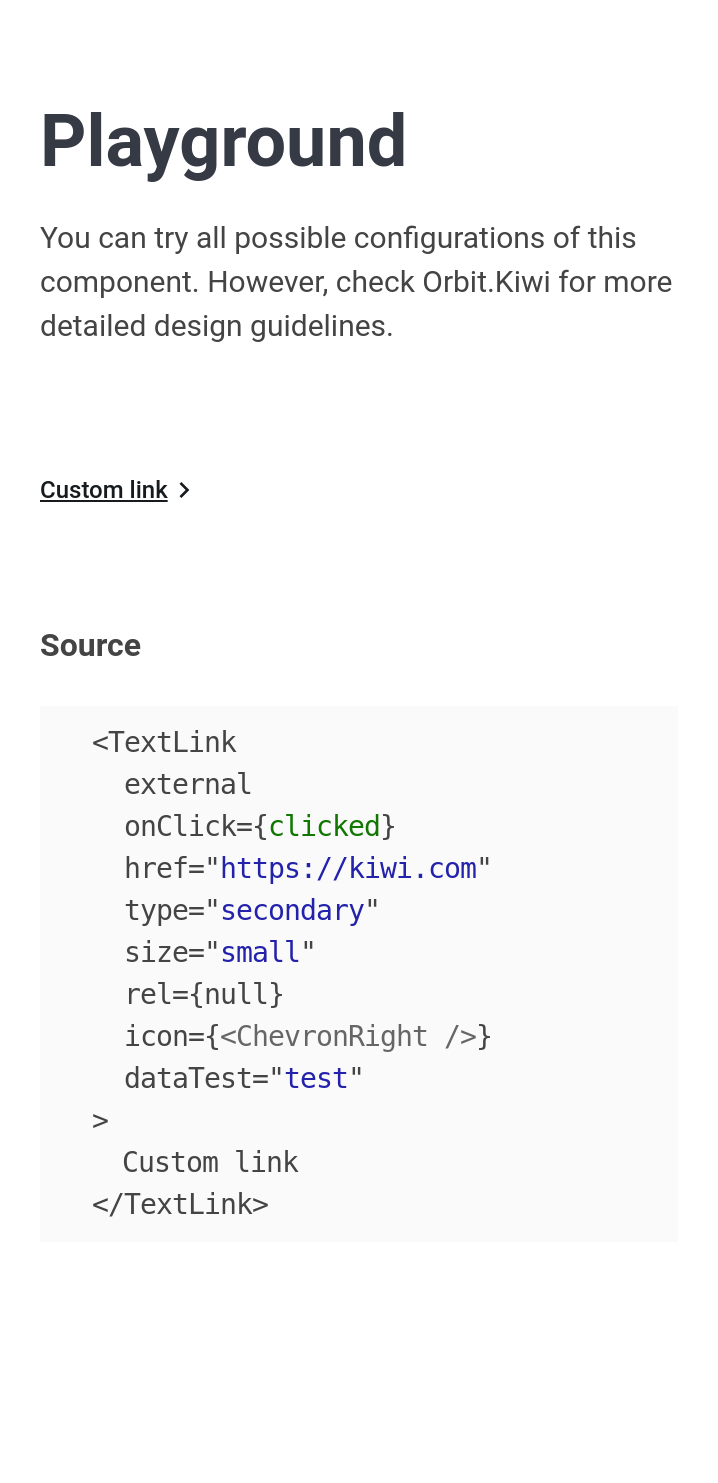 Playground
You can try all possible configurations of this
component. However, check Orbit.Kiwi for more
detailed design guidelines.
Custom link
Source
<TextLink
external
onClick={clicked}
href="https://kiwi.com"
type="secondary"
size="small"
rel={null}
icon={<ChevronRight />}
dataTest="test"
>
Custom link
</TextLink>